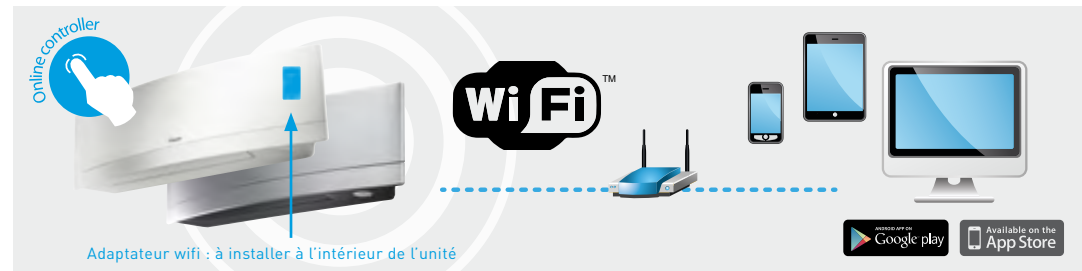 Online controller
Wi Fi TM
Adaptateur wifi : à installer à l'intérieur de l'unité
ANDROID APP ON
Google play
Available on the
App Store